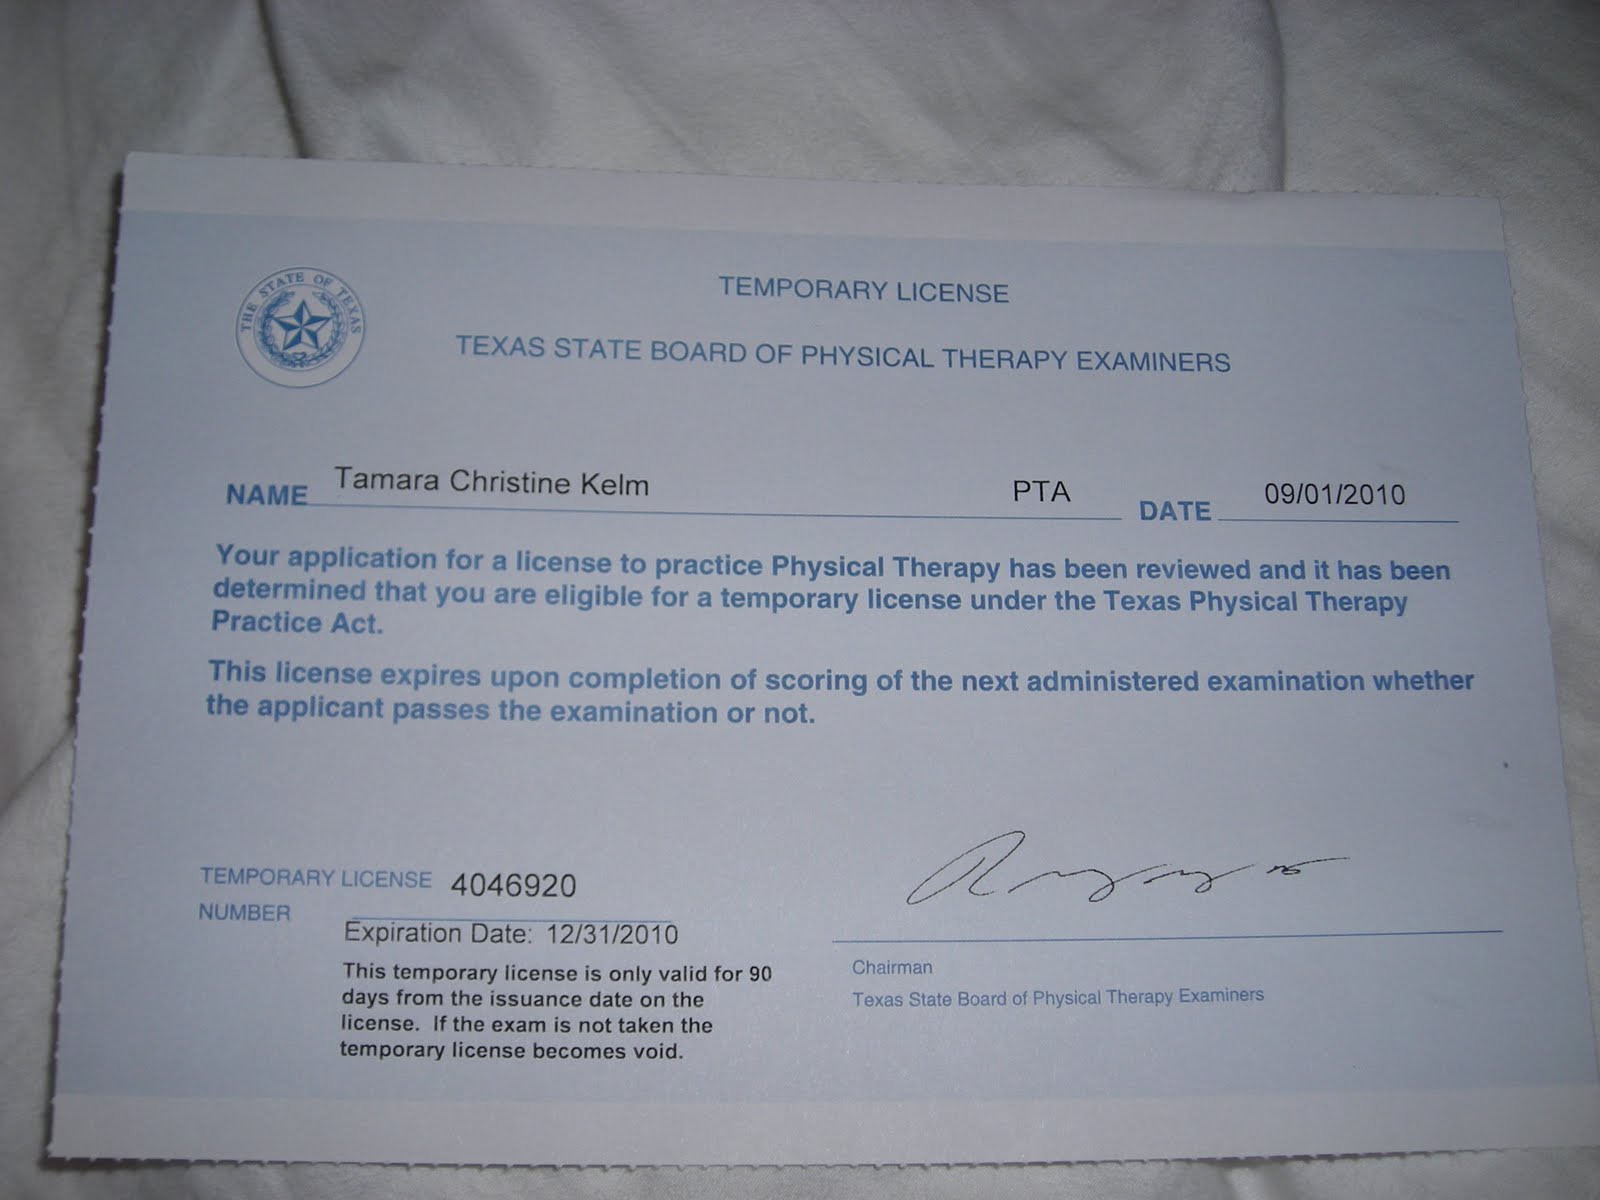 THE STATE OF TEXAS
TEMPORARY LICENSE
TEXAS STATE BOARD OF PHYSICAL THERAPY EXAMINERS
NAME Tamara Christine Kelm PTA DATE 09/01/2010
Your application for a license to practice Physical Therapy has been reviewed and it has been
determined that you are eligible for a temporary license under the Texas Physical Therapy
Practice Act.
This license expires upon completion of scoring of the next administered examination whether
the applicant passes the examination or not.
TEMPORARY LICENSE 4046920
NUMBER
Expiration Date: 12/31/2010
This temporary license is only valid for 90
days from the issuance date on the
license. If the exam is not taken the
temporary license becomes void.
Chairman
Texas State Board of Physical Therapy Examiners